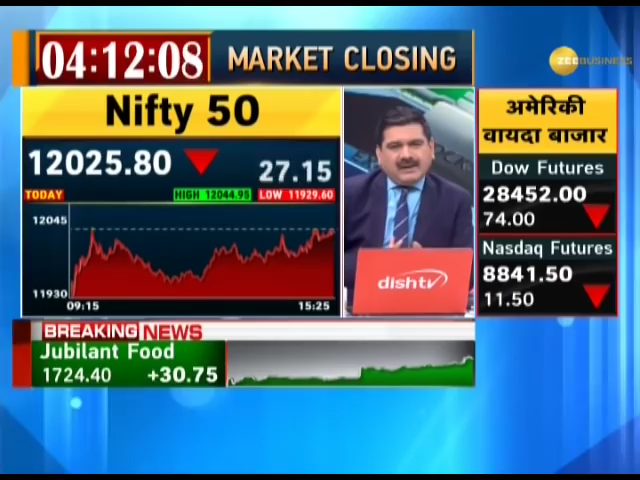 04:12:08 MARKET CLOSING
ZEE BUSINESS
Nifty 50
12025.80 27.15
TODAY HIGH 12044.95 LOW 11929.60
12045
11930
09:15 15:25
dishtv
अमेरिकी
वायदा बाजार
Dow Futures
28452.00
74.00
Nasdaq Futures
8841.50
11.50
BREAKING NEWS
Jubilant Food
1724.40 +30.75